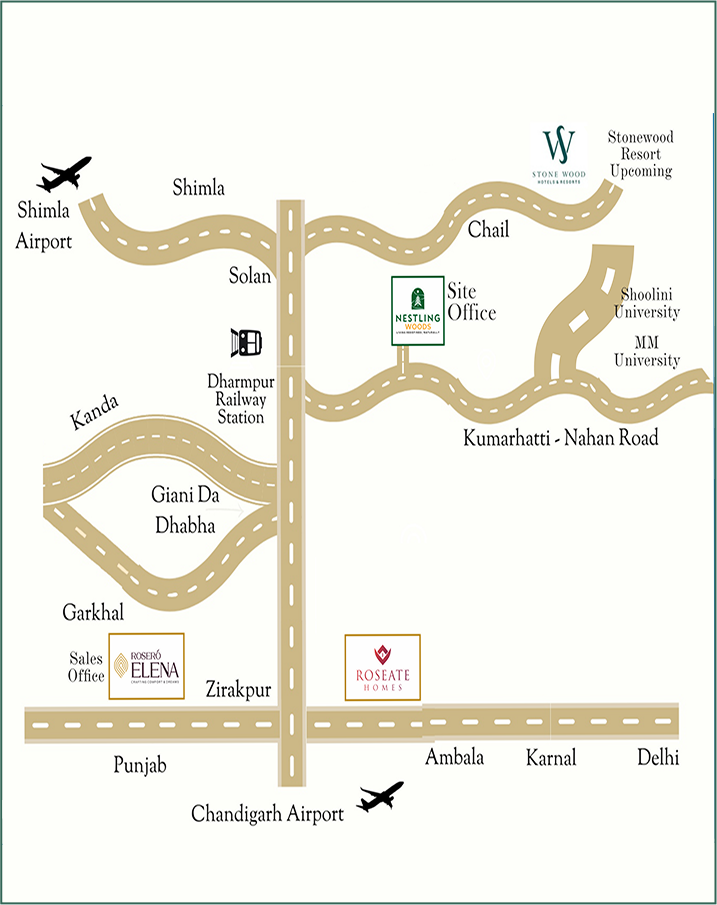 STONE WOOD
HOTELS & RESORTS
Stonewood
Resort
Upcoming
Shimla
Shimla
Airport
Chail
Solan
NESTLING
WOODS
LIVING REDEFINED, NATURALLY
Site
Office
Shoolini
University
MM
University
Dharmpur
Railway
Station
Kanda
Kumarhatti - Nahan Road
Giani Da
Dhabha
Garkhal
Sales
Office
ROSERÓ
ELENA
CRAFTING COMFORT & DREAMS
ROSEATE
HOMES
Zirakpur
Punjab
Ambala
Karnal
Delhi
Chandigarh Airport